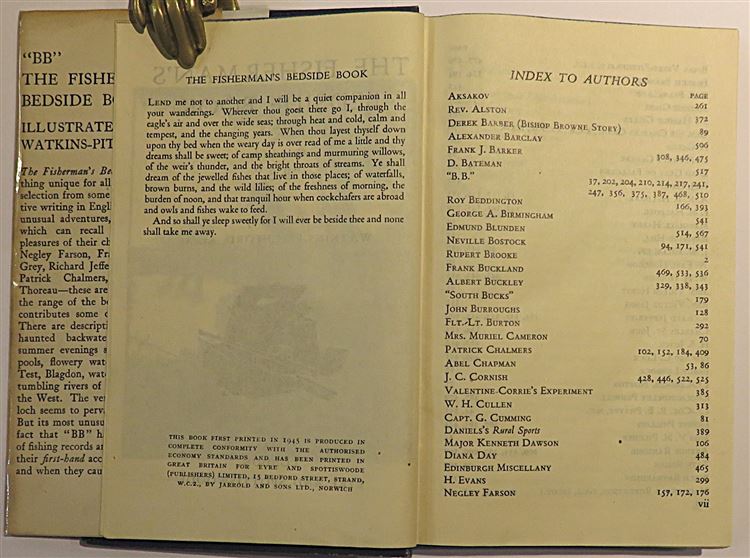 "BB"
THE FISHE
BEDSIDE B
ILLUSTRATE
WATKINS-PIT
The Fisherman's Be
thing unique for all
selection from some
tive writing in Engl
unusual adventures,
which can recall
pleasures of their ch
Negley Farson, Fr
Grey, Richard Jeffe
Patrick Chalmers,
Thoreau—these are
the range of the b
contributes some
There are descripti
haunted backwate
summer evenings
pools, flowery wat
Test, Blagdon, wat
tumbling rivers of
the West. The ve
loch seems to perv
But its most unusu
fact that "BB" h
of fishing records a
their first-hand acc
and when they cau
THE FISHERMAN'S BEDSIDE BOOK
LEND me not to another and I will be a quiet companion in all
your wanderings. Wherever thou goest there go I, through the
eagle's air and over the wide seas; through heat and cold, calm and
tempest, and the changing years. When thou layest thyself down
upon thy bed when the weary day is over read of me a little and thy
dreams shall be sweet; of camp sheathings and murmuring willows,
of the weir's thunder, and the bright throats of streams. Ye shall
dream of the jewelled fishes that live in those places; of waterfalls,
brown burns, and the wild lilies; of the freshness of morning, the
burden of noon, and that tranquil hour when cockchafers are abroad
and owls and fishes wake to feed.
And so shall ye sleep sweetly for I will ever be beside thee and none
shall take me away.
THIS BOOK FIRST PRINTED IN 1945 IS PRODUCED IN
COMPLETE CONFORMITY WITH THE AUTHORISED
ECONOMY STANDARDS AND HAS BEEN PRINTED IN
GREAT BRITAIN FOR EYRE AND SPOTTISWOODE
(PUBLISHERS) LIMITED, 15 BEDFORD STREET, STRAND,
W.C.2., BY JARROLD AND SONS LTD., NORWICH
INDEX TO AUTHORS
PAGE
AKSAKOV 261
REV. ALSTON 372
DEREK BARBER (BISHOP BROWNE STORY) 89
ALEXANDER BARCLAY 506
FRANK J. BARKER 308, 346, 475
D. BATEMAN 517
"B.B." 37, 202, 204, 210, 214, 217, 241,
247, 356, 375, 387, 468, 510
ROY BEDDINGTON 166, 393
GEORGE A. BIRMINGHAM 541
EDMUND BLUNDEN 514, 567
NEVILLE BOSTOCK 94, 171, 541
RUPERT BROOKE 2
FRANK BUCKLAND 469, 533, 536
ALBERT BUCKLEY 329, 338, 343
"SOUTH BUCKS" 179
JOHN BURROUGHS 128
FLT. LT. BURTON 292
MRS. MURIEL CAMERON 70
PATRICK CHALMERS 102, 152, 184, 409
ABEL CHAPMAN 53, 86
J. C. CORNISH 428, 446, 522, 525
VALENTINE-CORRIE'S EXPERIMENT 385
W. H. CULLEN 313
CAPT. G. CUMMING 81
DANIELS'S Rural Sports 389
MAJOR KENNETH DAWSON 106
DIANA DAY 484
EDINBURGH MISCELLANY 465
H. EVANS 299
NEGLEY FARSON 157, 172, 176
vii